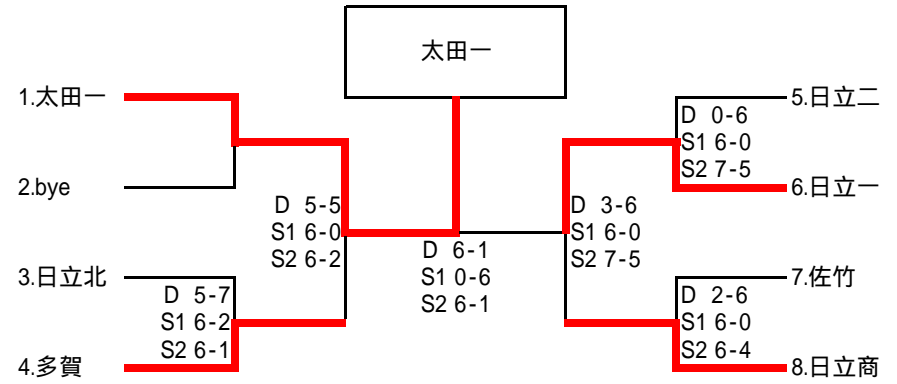 太田一
1.太田一
2.bye
3.日立北
4.多賀
D 5-7
S1 6-2
S2 6-1
D 5-5
S1 6-0
S2 6-2
D 6-1
S1 0-6
S2 6-1
D 3-6
S1 6-0
S2 7-5
D 0-6
S1 6-0
S2 7-5
D 2-6
S1 6-0
S2 6-4
5.日立二
6.日立一
7.佐竹
8.日立商